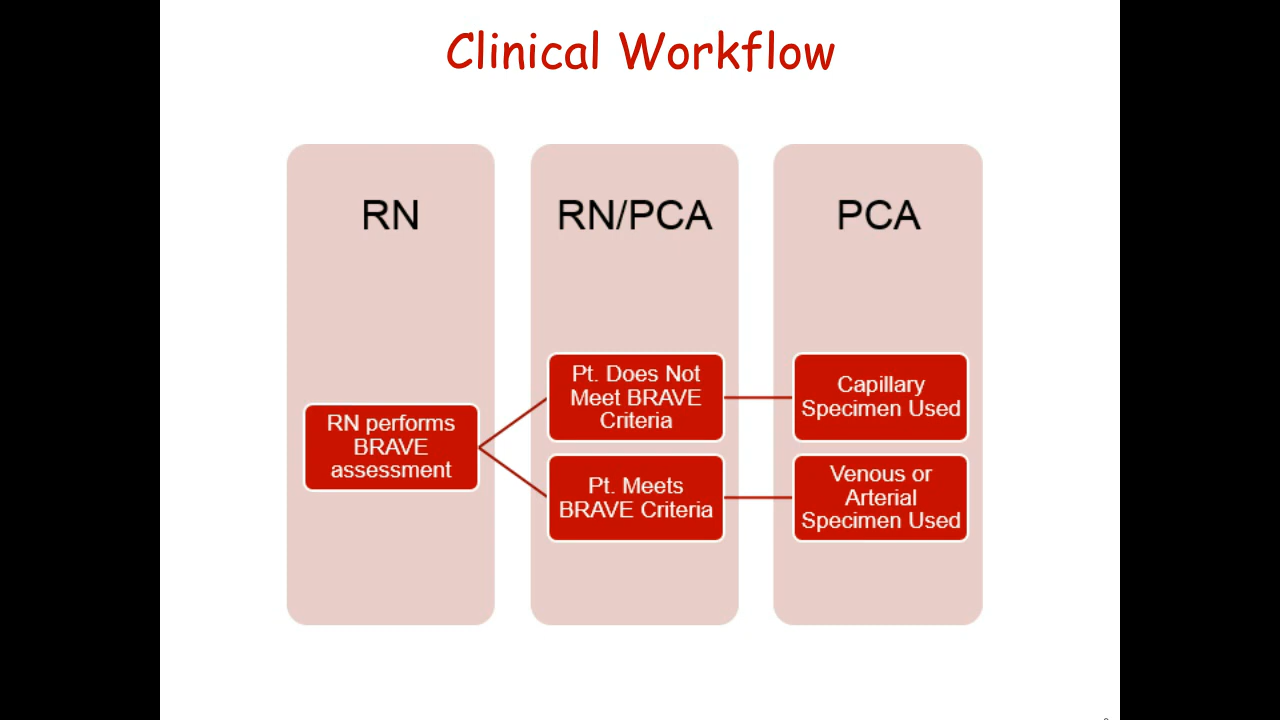 Clinical Workflow
RN
RN/PCA
PCA
RN performs
BRAVE
assessment
Pt. Does Not
Meet BRAVE
Criteria
Pt. Meets
BRAVE Criteria
Capillary
Specimen Used
Venous or
Arterial
Specimen Used